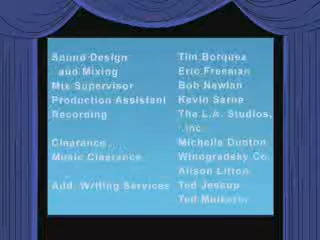 Sound Design Tim Borquez
and Mixing Eric Freeman
Mix Supervisor Bob Newlan
Production Assistant Kevin Sarne
Recording The L.A. Studios,
Inc.
Clearance Michelle Dunton
Music Clearance Winogradsky Co.
Alison Litton
Add. Writing Services Ted Jessup
Ted